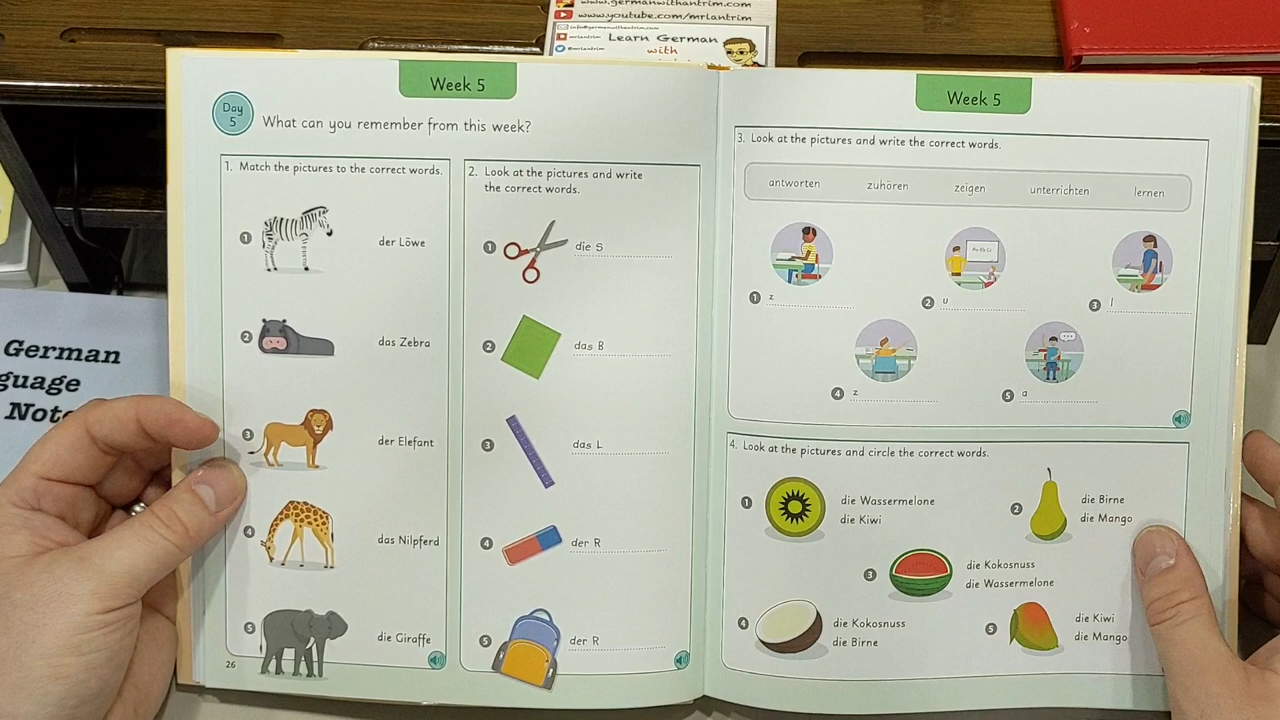 www.germanwithantrim.com
www.youtube.com/mrlantrim
info@germanwithantrim.com
mrlantrim
@mrlantrim
Learn German
with
German
guage
Note
Week 5
Day
5
What can you remember from this week?
1. Match the pictures to the correct words.
1
der Löwe
2
das Zebra
3
der Elefant
4
das Nilpferd
5
die Giraffe
26
2. Look at the pictures and write
the correct words.
1
die S
2
das B
3
das L
4
der R
5
der R
Week 5
3. Look at the pictures and write the correct words.
antworten zuhören zeigen unterrichten lernen
1 z
2 u
3 l
4 z
5 a
4. Look at the pictures and circle the correct words.
1
die Wassermelone
die Kiwi
2
die Birne
die Mango
3
die Kokosnuss
die Wassermelone
4
die Kokosnuss
die Birne
5
die Kiwi
die Mango